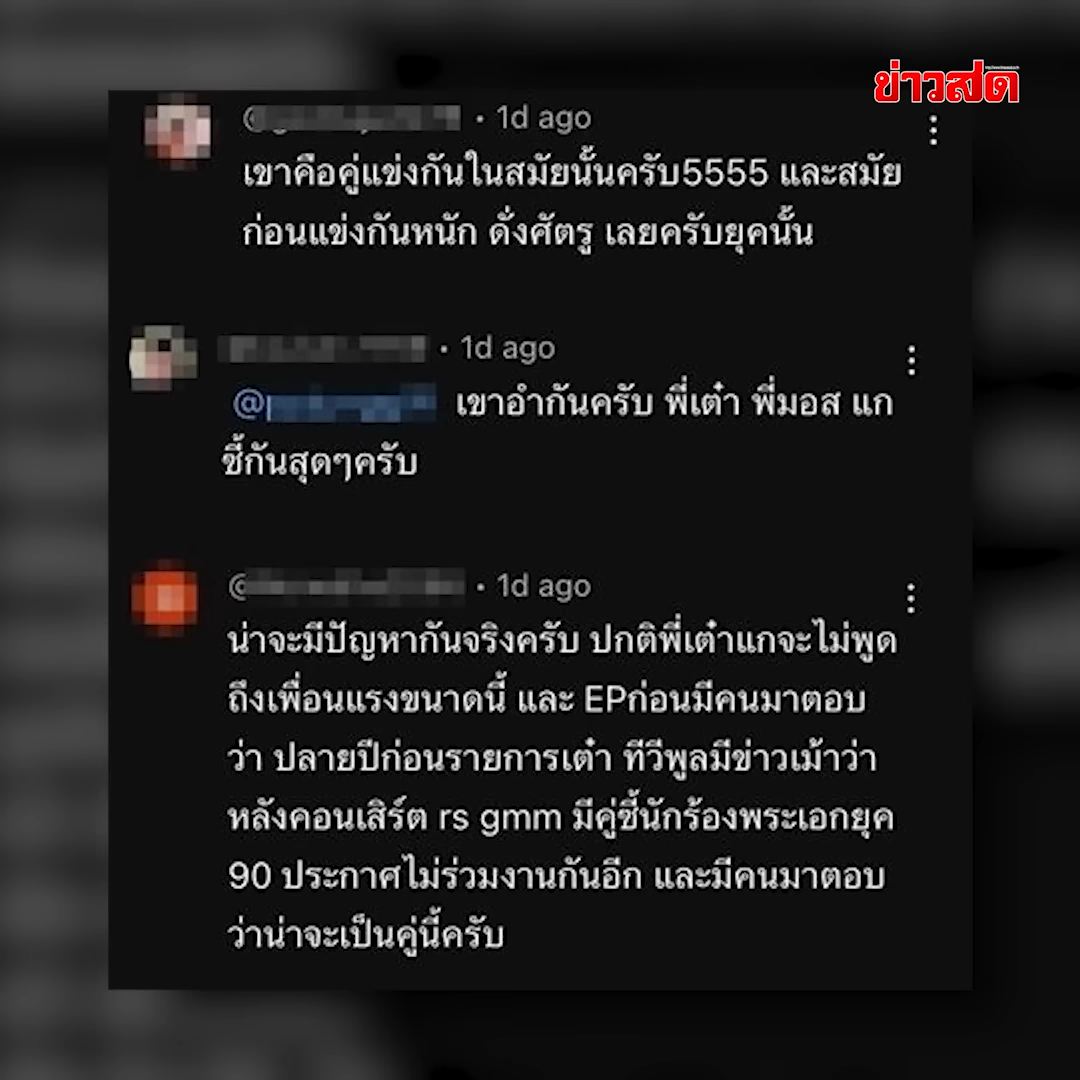 ข่าวสด
• 1d ago
เขาคือคู่แข่งกันในสมัยนั้นครับ5555 และสมัย
ก่อนแข่งกันหนัก ดั่งศัตรู เลยครับยุคนั้น
• 1d ago
@ เขาอำกันครับ พี่เต๋า พี่มอส แก
ซี้กันสุดๆครับ
@ • 1d ago
น่าจะมีปัญหากันจริงครับ ปกติพี่เต๋าแกจะไม่พูด
ถึงเพื่อนแรงขนาดนี้ และ EPก่อนมีคนมาตอบ
ว่า ปลายปีก่อนรายการเต๋า ทีวีพูลมีข่าวเม้าว่า
หลังคอนเสิร์ต rs gmm มีคู่ซี้นักร้องพระเอกยุค
90 ประกาศไม่ร่วมงานกันอีก และมีคนมาตอบ
ว่าน่าจะเป็นคู่นี้ครับ